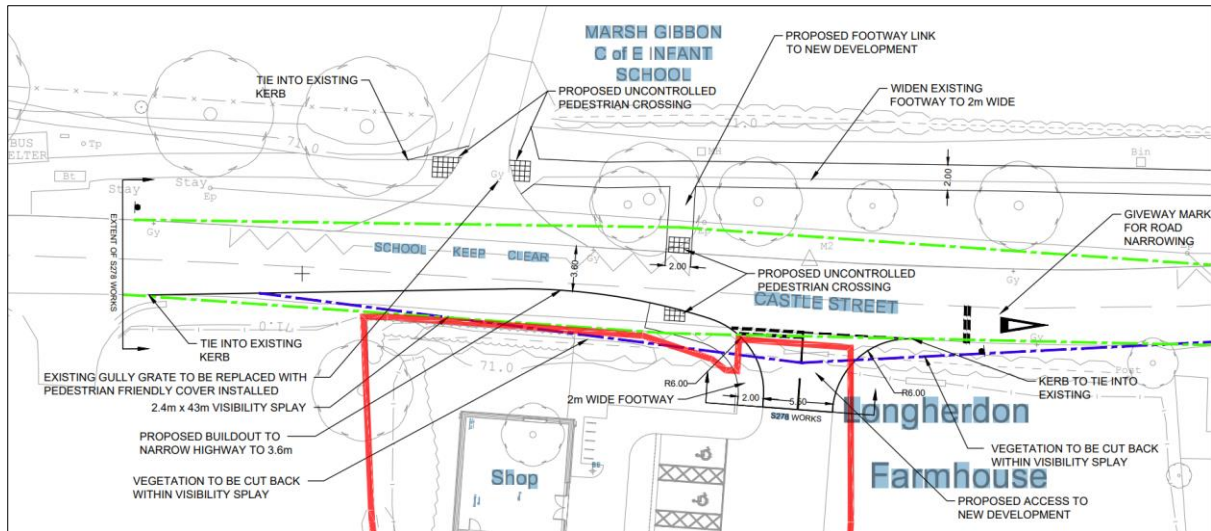 MARSH GIBBON
C of E INFANT
SCHOOL
PROPOSED FOOTWAY LINK
TO NEW DEVELOPMENT
TIE INTO EXISTING
KERB
PROPOSED UNCONTROLLED
PEDESTRIAN CROSSING
WIDEN EXISTING
FOOTWAY TO 2m WIDE
71.0
71.0
BUS
ELTER
Tp
MH
Bin
Bt
Stay
Stay
Ep
Gy
2.00
EXTENT OF S278 WORKS
Gy
Ep
GIVEWAY MARK
FOR ROAD
NARROWING
SCHOOL KEEP CLEAR
3.60
Gy
2.00
M2
Gy
PROPOSED UNCONTROLLED
PEDESTRIAN CROSSING
CASTLE STREET
71.0
TIE INTO EXISTING
KERB
Gy
EXISTING GULLY GRATE TO BE REPLACED WITH
PEDESTRIAN FRIENDLY COVER INSTALLED
71.0
R6.00
Post
KERB TO TIE INTO
EXISTING
2.4m x 43m VISIBILITY SPLAY
2m WIDE FOOTWAY
2.00
5.50
R6.00
S278 WORKS
Longherdon
Farmhouse
PROPOSED BUILDOUT TO
NARROW HIGHWAY TO 3.6m
VEGETATION TO BE CUT BACK
WITHIN VISIBILITY SPLAY
VEGETATION TO BE CUT BACK
WITHIN VISIBILITY SPLAY
Shop
PROPOSED ACCESS TO
NEW DEVELOPMENT